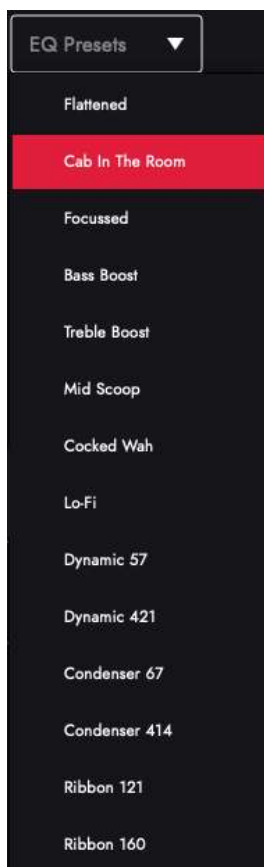 EQ Presets
Flattened
Cab In The Room
Focussed
Bass Boost
Treble Boost
Mid Scoop
Cocked Wah
Lo-Fi
Dynamic 57
Dynamic 421
Condenser 67
Condenser 414
Ribbon 121
Ribbon 160